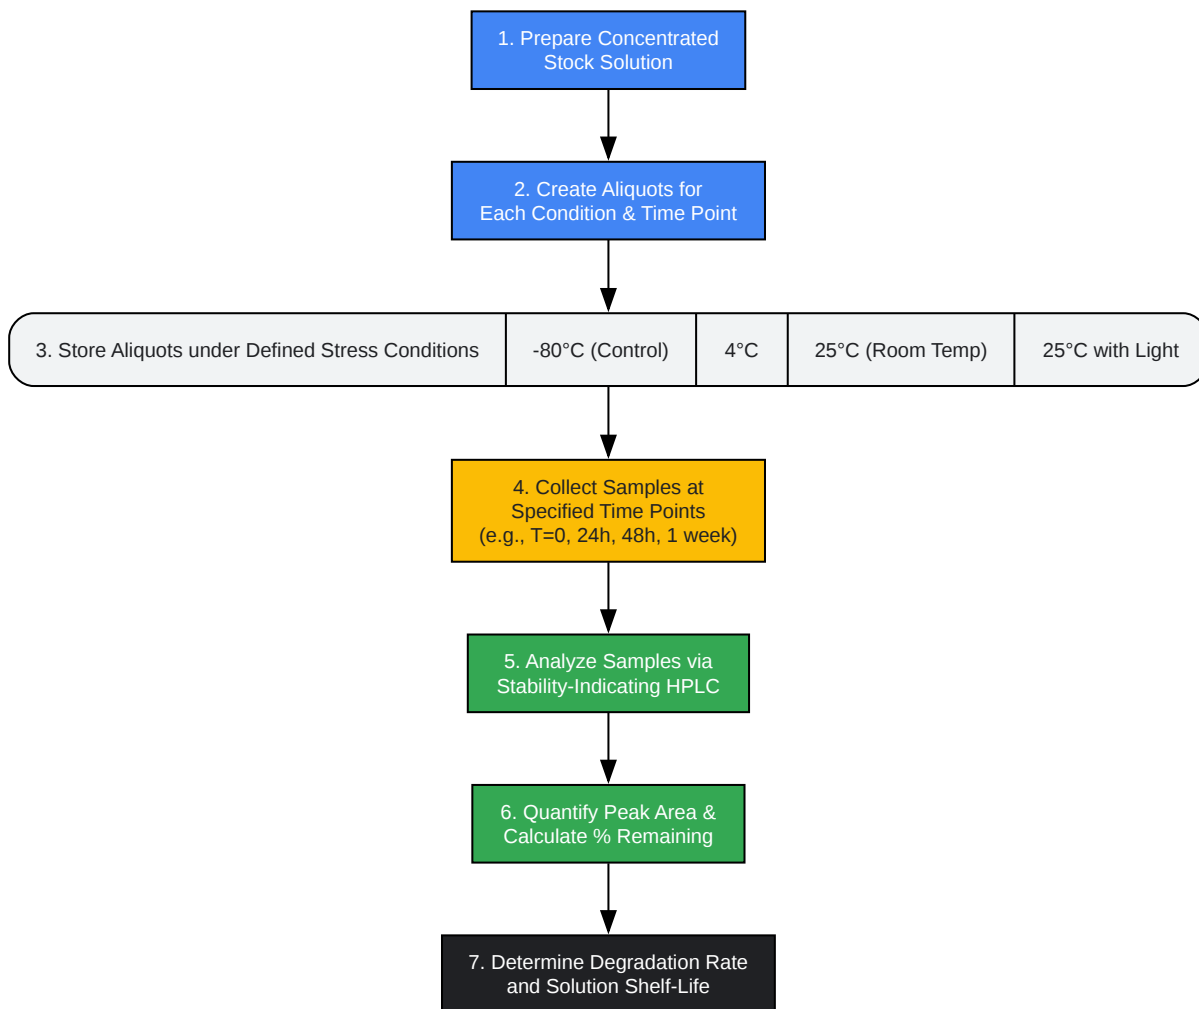 1. Prepare Concentrated
Stock Solution
2. Create Aliquots for
Each Condition & Time Point
3. Store Aliquots under Defined Stress Conditions
-80°C (Control)
4°C
25°C (Room Temp)
25°C with Light
4. Collect Samples at
Specified Time Points
(e.g., T=0, 24h, 48h, 1 week)
5. Analyze Samples via
Stability-Indicating HPLC
6. Quantify Peak Area &
Calculate % Remaining
7. Determine Degradation Rate
and Solution Shelf-Life